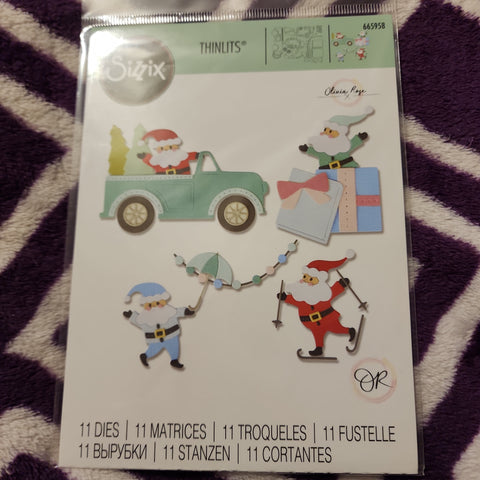 Sizzix
THINLITS®
665958
Olivia Rose
OR
11 DIES | 11 MATRICES | 11 TROQUELES | 11 FUSTELLE
11 ВЫРУБКИ | 11 STANZEN | 11 CORTANTES